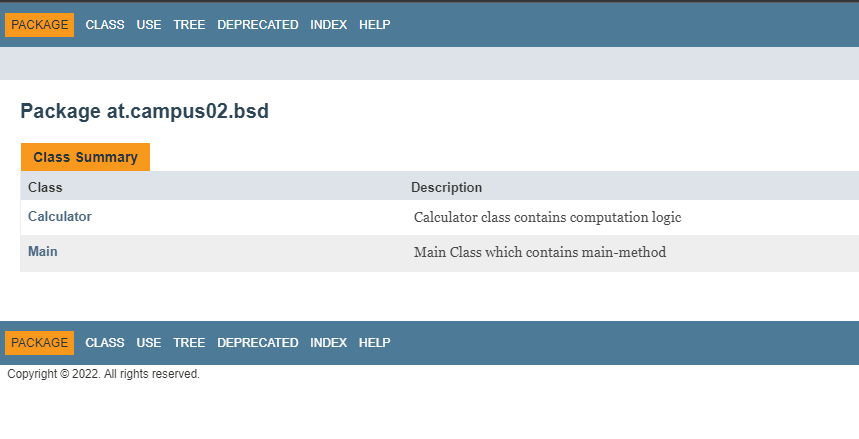 PACKAGE CLASS USE TREE DEPRECATED INDEX HELP
Package at.campus02.bsd
Class Summary
Class Description
Calculator Calculator class contains computation logic
Main Main Class which contains main-method
PACKAGE CLASS USE TREE DEPRECATED INDEX HELP
Copyright © 2022. All rights reserved.